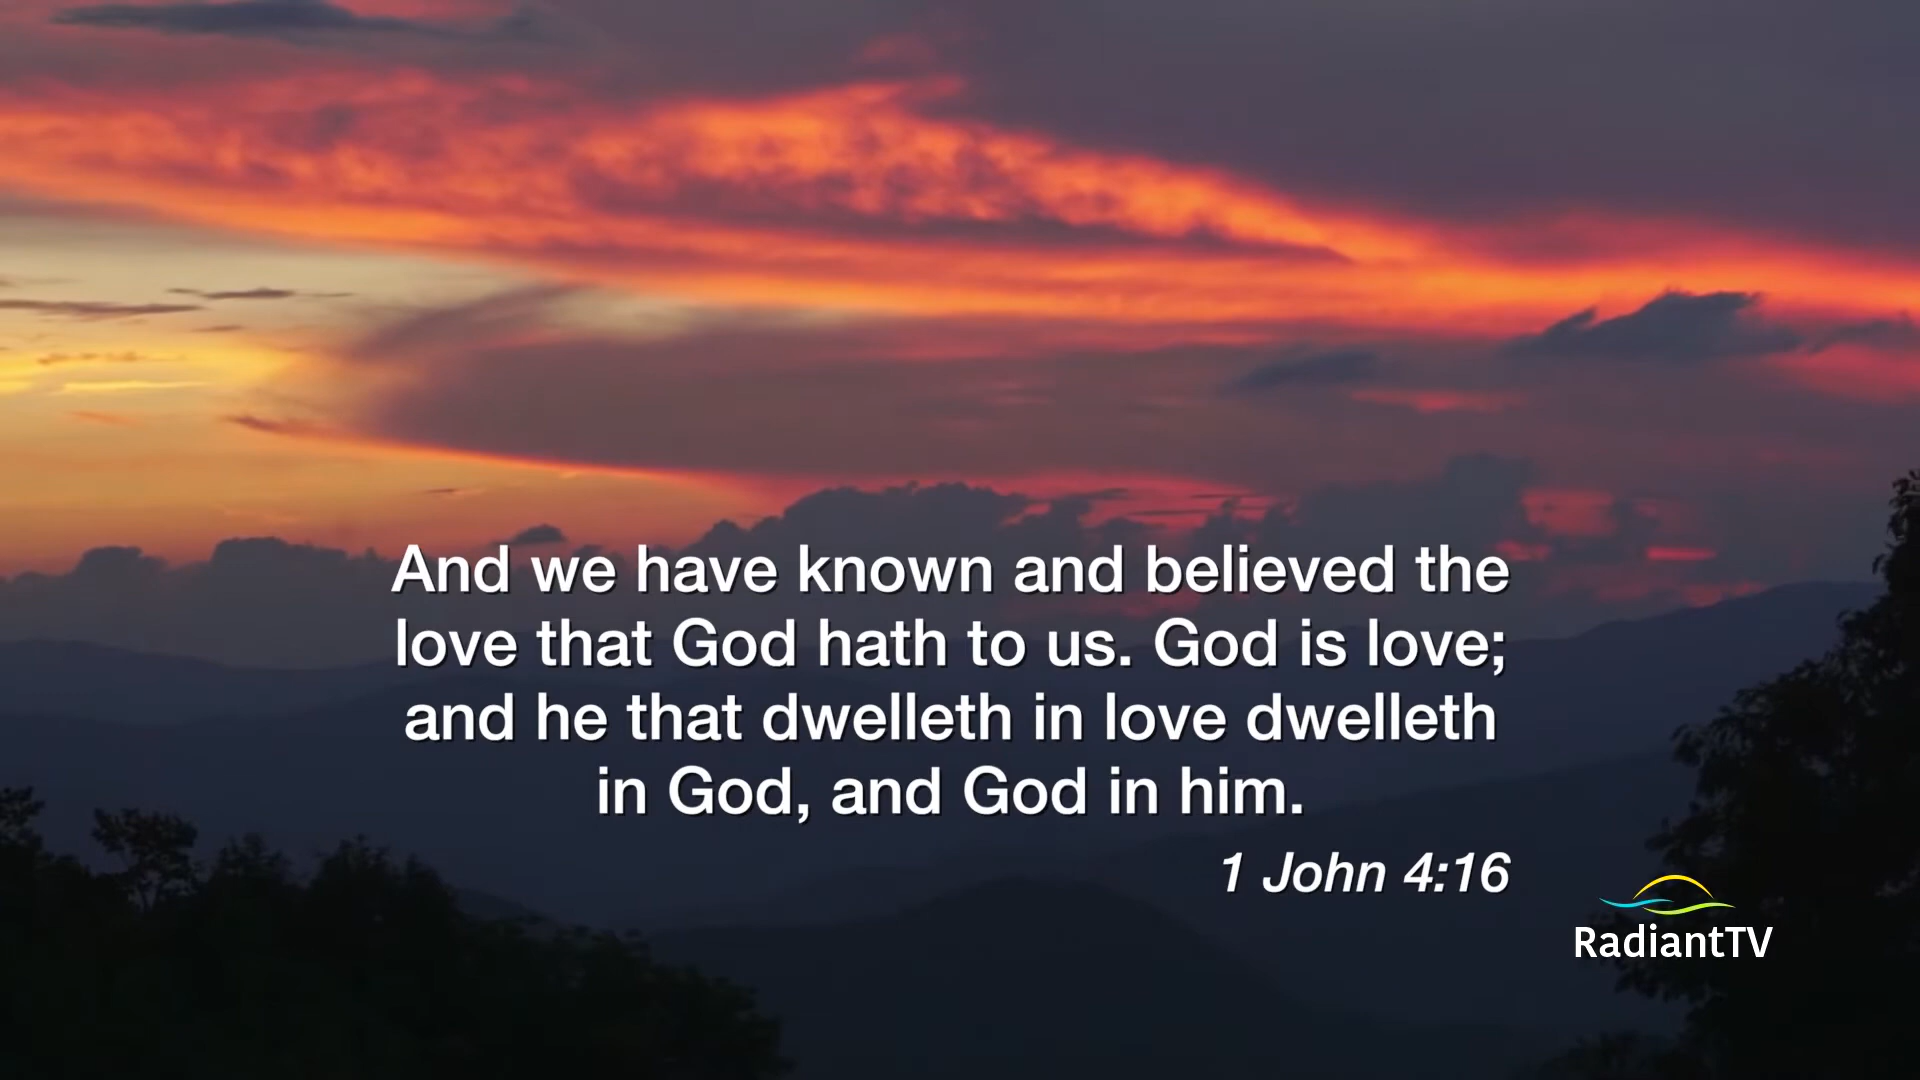 And we have known and believed the
love that God hath to us. God is love;
and he that dwelleth in love dwelleth
in God, and God in him.
1 John 4:16
RadiantTV